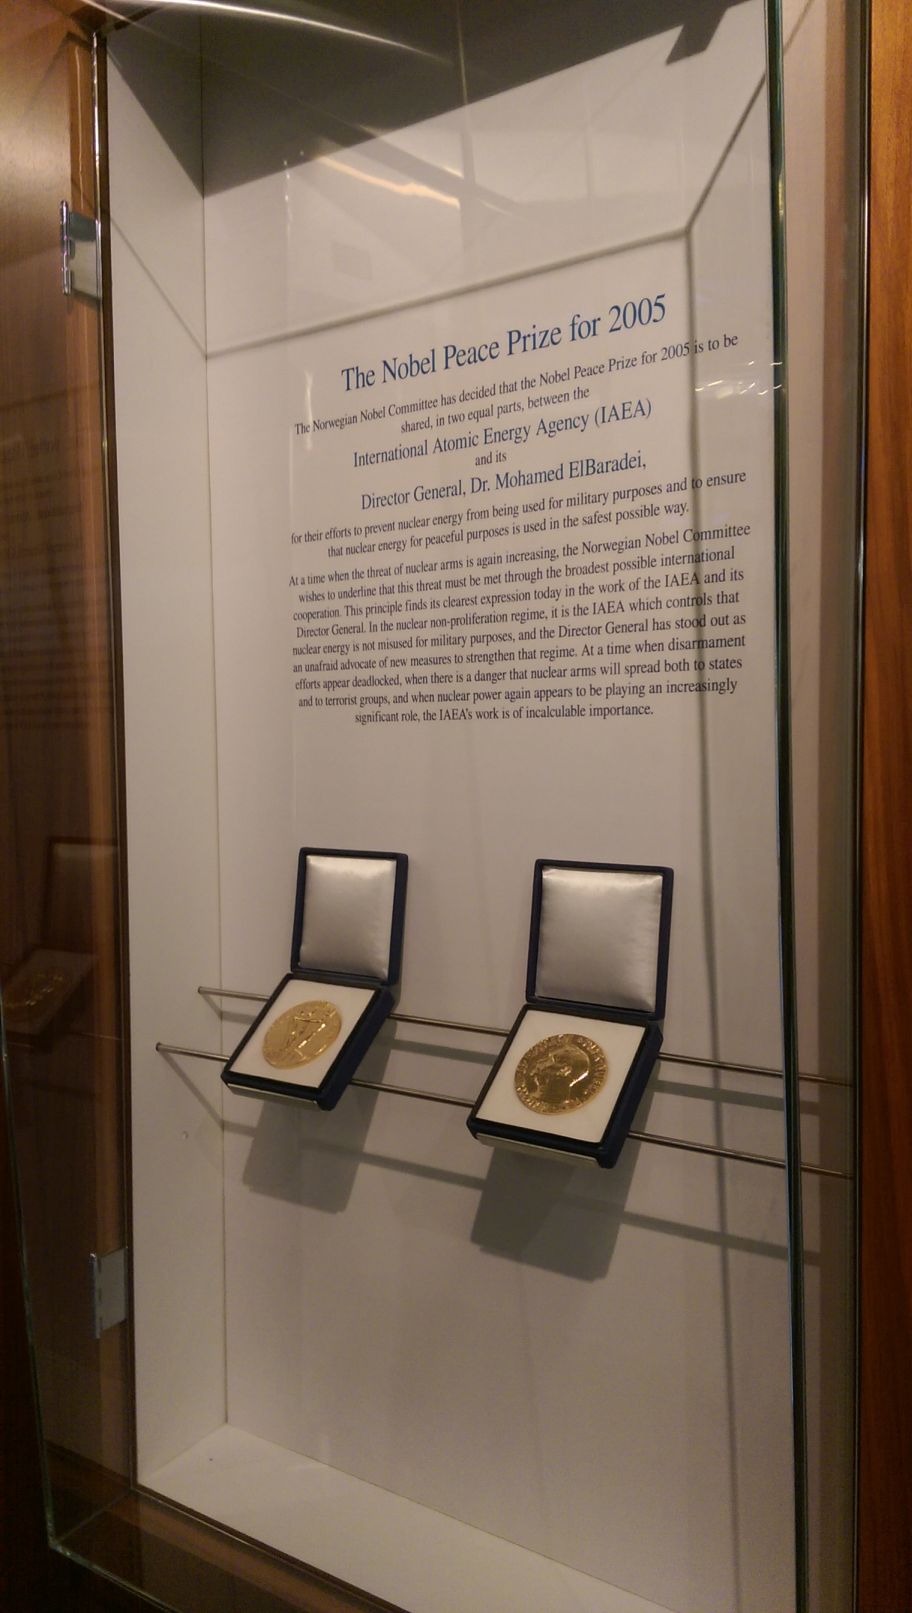 The Nobel Peace Prize for 2005
The Norwegian Nobel Committee has decided that the Nobel Peace Prize for 2005 is to be
shared, in two equal parts, between the
International Atomic Energy Agency (IAEA)
and its
Director General, Dr. Mohamed ElBaradei,
for their efforts to prevent nuclear energy from being used for military purposes and to ensure
that nuclear energy for peaceful purposes is used in the safest possible way.
At a time when the threat of nuclear arms is again increasing, the Norwegian Nobel Committee
wishes to underline that this threat must be met through the broadest possible international
cooperation. This principle finds its clearest expression today in the work of the IAEA and its
Director General. In the nuclear non-proliferation regime, it is the IAEA which controls that
nuclear energy is not misused for military purposes, and the Director General has stood out as
an unafraid advocate of new measures to strengthen that regime. At a time when disarmament
efforts appear deadlocked, when there is a danger that nuclear arms will spread both to states
and to terrorist groups, and when nuclear power again appears to be playing an increasingly
significant role, the IAEA's work is of incalculable importance.